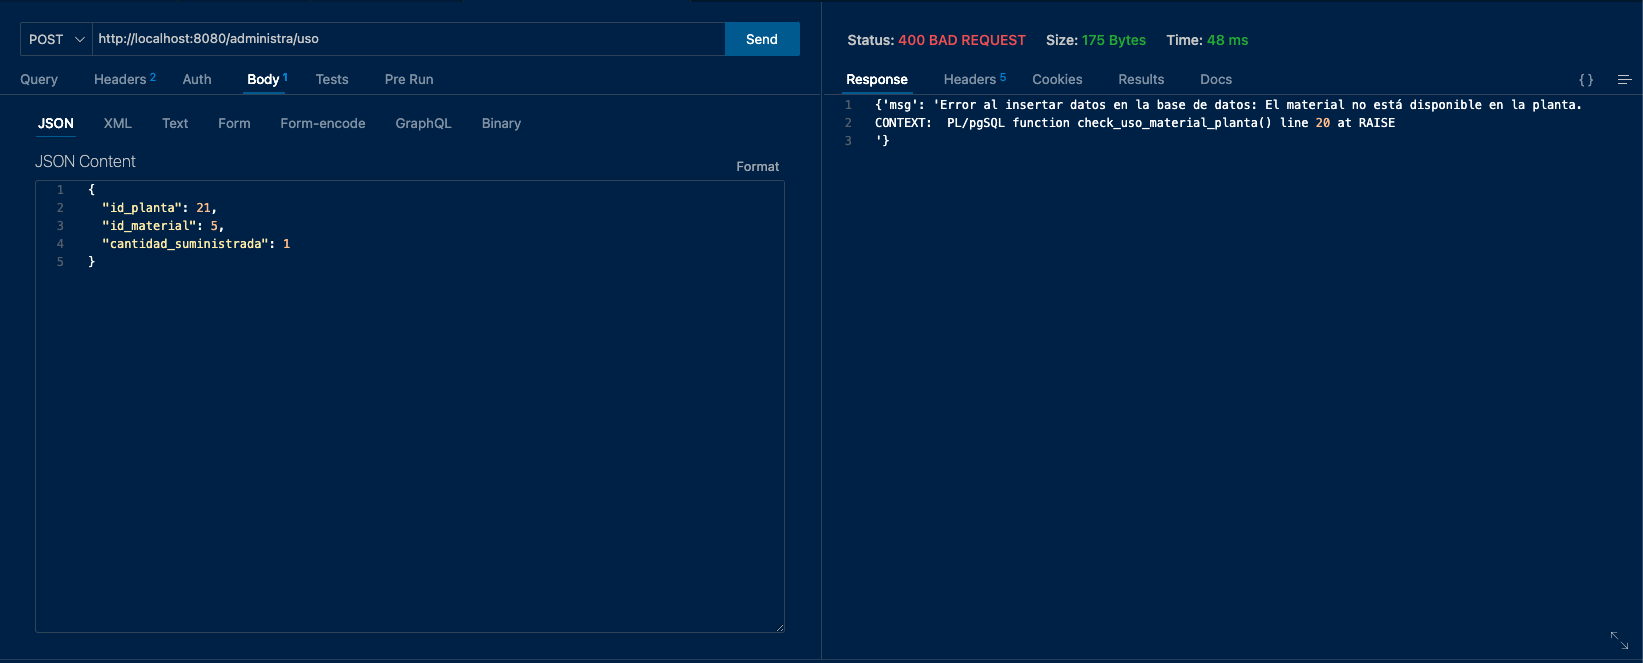 POST http://localhost:8080/administra/uso Send
Query Headers 2 Auth Body 1 Tests Pre Run
JSON XML Text Form Form-encode GraphQL Binary
JSON Content
Format
1 {
2 "id_planta": 21,
3 "id_material": 5,
4 "cantidad_suministrada": 1
5 }
Status: 400 BAD REQUEST Size: 175 Bytes Time: 48 ms
Response Headers 5 Cookies Results Docs { }
1 {'msg': 'Error al insertar datos en la base de datos: El material no está disponible en la planta.
2 CONTEXT:  PL/pgSQL function check_uso_material_planta() line 20 at RAISE
3 '}